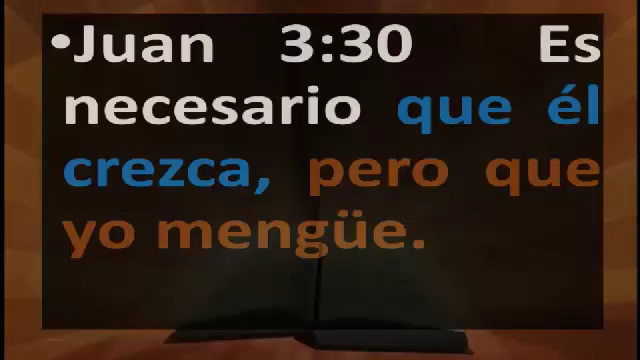 •Juan 3:30 Es
necesario que él
crezca, pero que
yo mengüe.